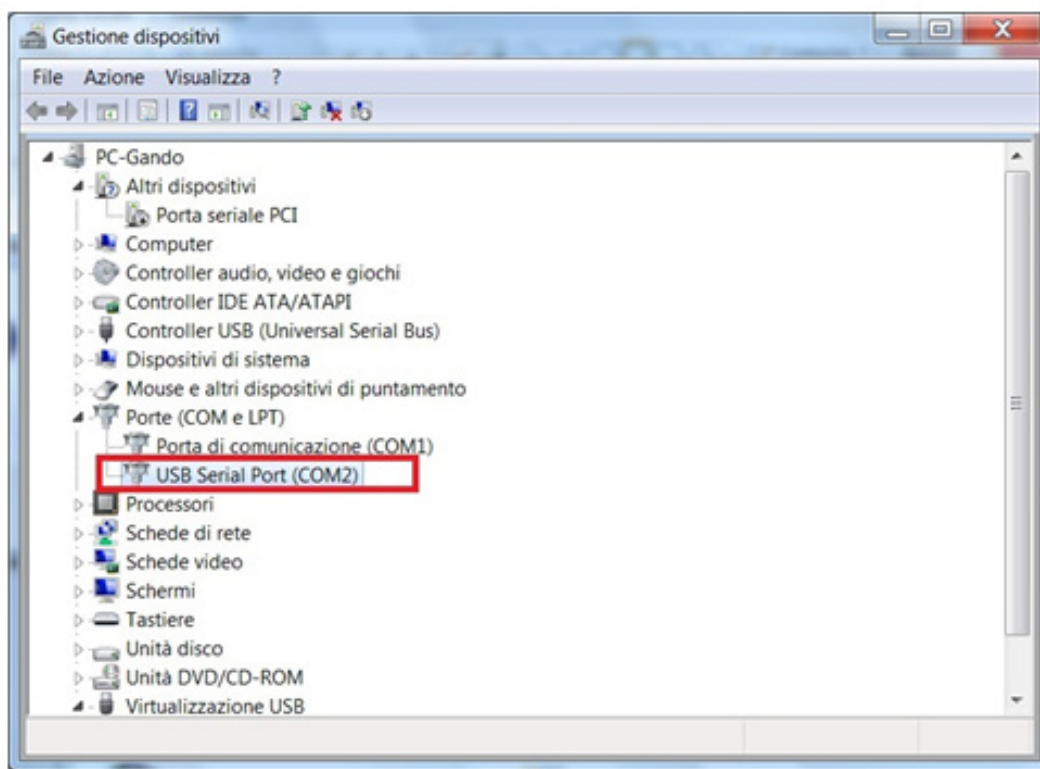 Gestione dispositivi
File Azione Visualizza ?
PC-Gando
Altri dispositivi
Porta seriale PCI
Computer
Controller audio, video e giochi
Controller IDE ATA/ATAPI
Controller USB (Universal Serial Bus)
Dispositivi di sistema
Mouse e altri dispositivi di puntamento
Porte (COM e LPT)
Porta di comunicazione (COM1)
USB Serial Port (COM2)
Processori
Schede di rete
Schede video
Schermi
Tastiere
Unità disco
Unità DVD/CD-ROM
Virtualizzazione USB